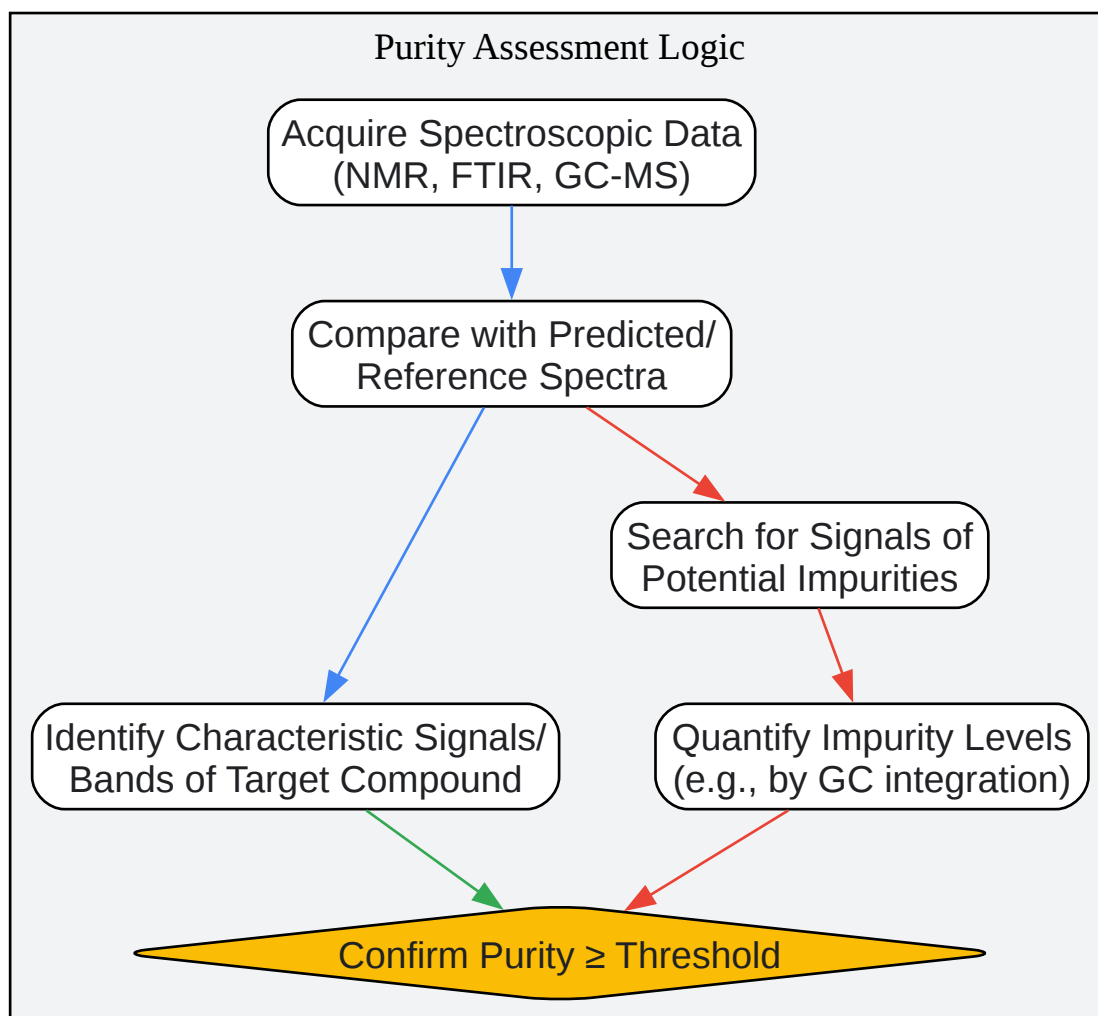 Purity Assessment Logic
Acquire Spectroscopic Data
(NMR, FTIR, GC-MS)
Compare with Predicted/
Reference Spectra
Search for Signals of
Potential Impurities
Identify Characteristic Signals/
Bands of Target Compound
Quantify Impurity Levels
(e.g., by GC integration)
Confirm Purity ≥ Threshold